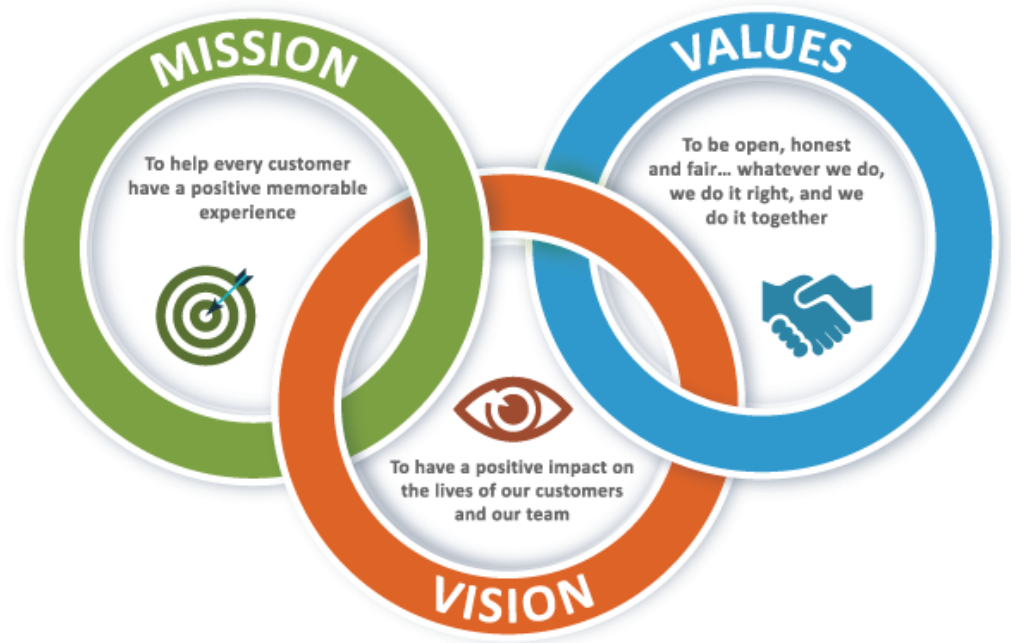 MISSION
To help every customer
have a positive memorable
experience
VALUES
To be open, honest
and fair... whatever we do,
we do it right, and we
do it together
To have a positive impact on
the lives of our customers
and our team
VISION